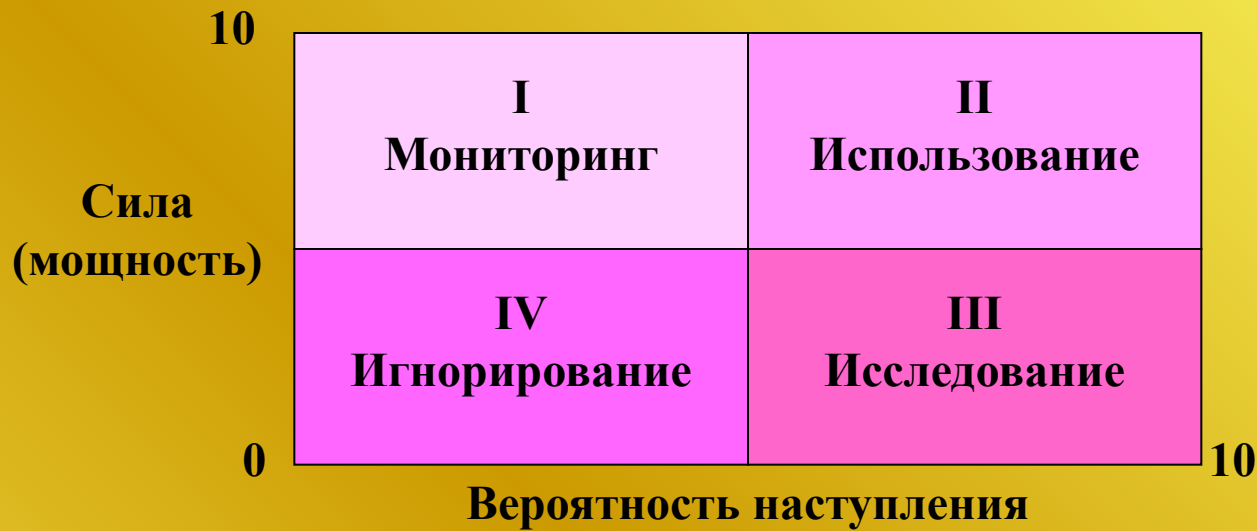 10
I
Мониторинг
II
Использование
Сила
(мощность)
IV
Игнорирование
III
Исследование
0
10
Вероятность наступления